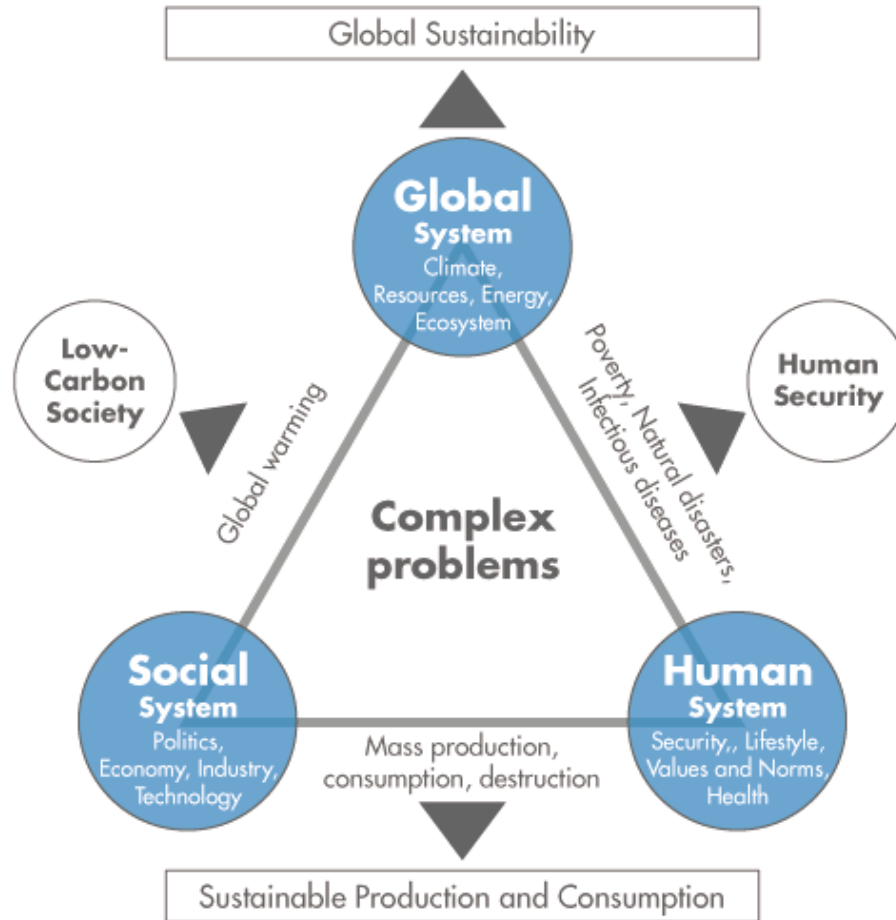 Global Sustainability
Global
System
Climate,
Resources, Energy,
Ecosystem
Low-
Carbon
Society
Human
Security
Global warming
Poverty, Natural disasters,
Infectious diseases
Complex
problems
Social
System
Politics,
Economy, Industry,
Technology
Human
System
Security,, Lifestyle,
Values and Norms,
Health
Mass production,
consumption, destruction
Sustainable Production and Consumption